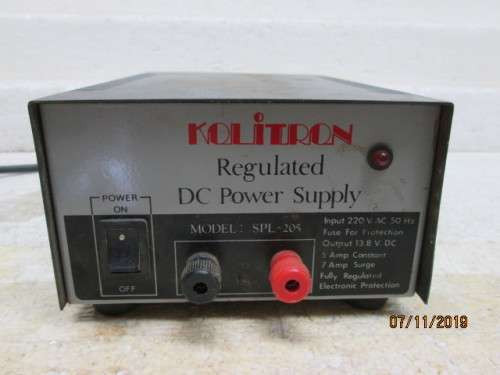 KOLiTRON
Regulated
DC Power Supply
POWER
ON
OFF
MODEL: SPL-205
Input 220 V AC 50 Hz
Fuse For Protection
Output 13.8 V. DC
5 Amp Constant
7 Amp Surge
Fully Regulated
Electronic Protection
07/11/2019